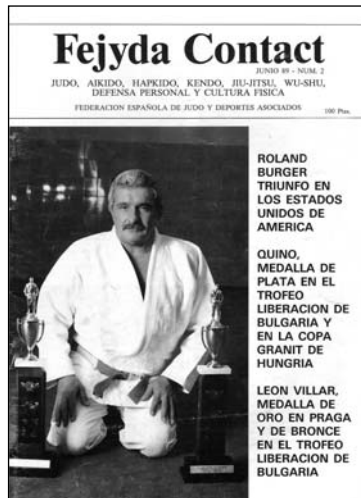 Fejyda Contact
JUNIO 89 - NUM. 2
JUDO, AIKIDO, HAPKIDO, KENDO, JIU-JITSU, WU-SHU,
DEFENSA PERSONAL Y CULTURA FISICA
FEDERACION ESPAÑOLA DE JUDO Y DEPORTES ASOCIADOS
100 Ptas.
ROLAND
BURGER
TRIUNFO EN
LOS ESTADOS
UNIDOS DE
AMERICA
QUINO,
MEDALLA DE
PLATA EN EL
TROFEO
LIBERACION DE
BULGARIA Y
EN LA COPA
GRANIT DE
HUNGRIA
LEON VILLAR,
MEDALLA DE
ORO EN PRAGA
Y DE BRONCE
EN EL TROFEO
LIBERACION DE
BULGARIA